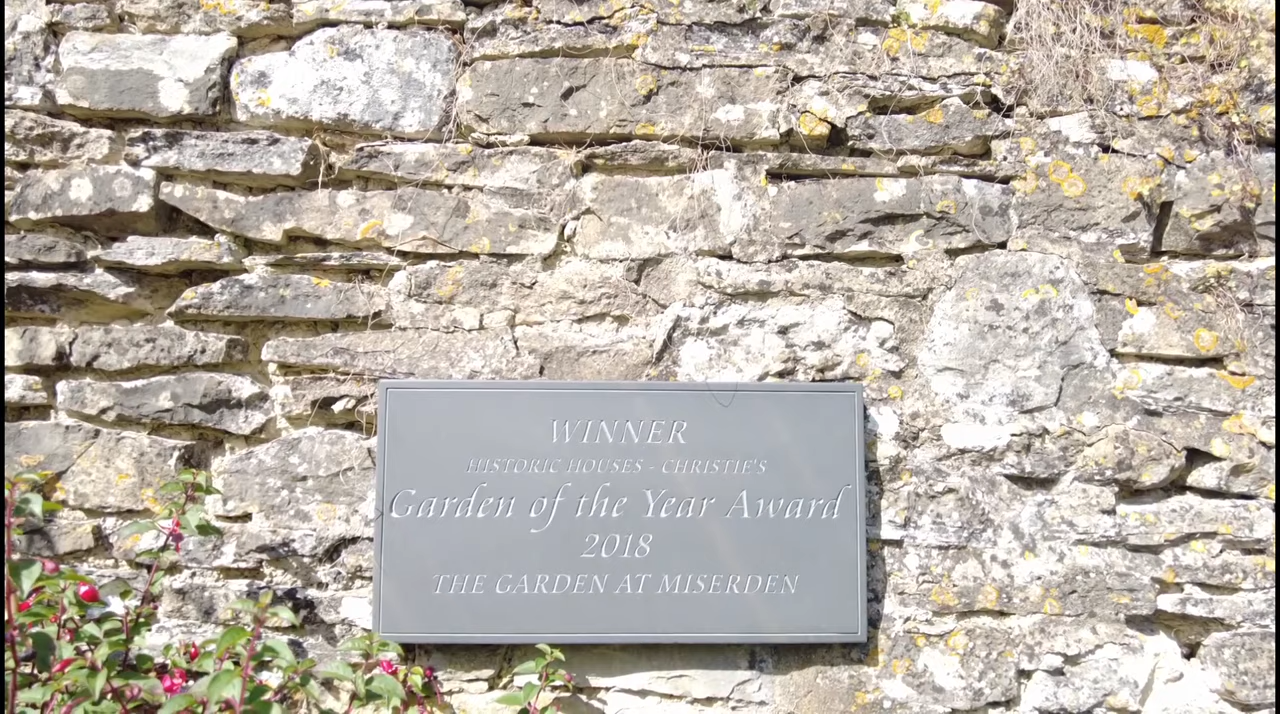 WINNER
HISTORIC HOUSES - CHRISTIE'S
Garden of the Year Award
2018
THE GARDEN AT MISERDEN